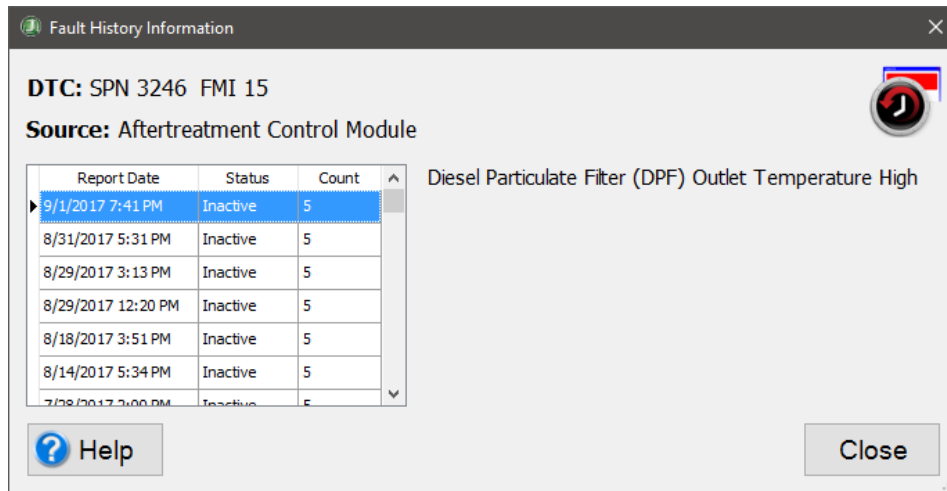 Fault History Information
DTC: SPN 3246 FMI 15
Source: Aftertreatment Control Module
Report Date Status Count
9/1/2017 7:41 PM Inactive 5
8/31/2017 5:31 PM Inactive 5
8/29/2017 3:13 PM Inactive 5
8/29/2017 12:20 PM Inactive 5
8/18/2017 3:51 PM Inactive 5
8/14/2017 5:34 PM Inactive 5
Inactive 5
Diesel Particulate Filter (DPF) Outlet Temperature High
? Help
Close